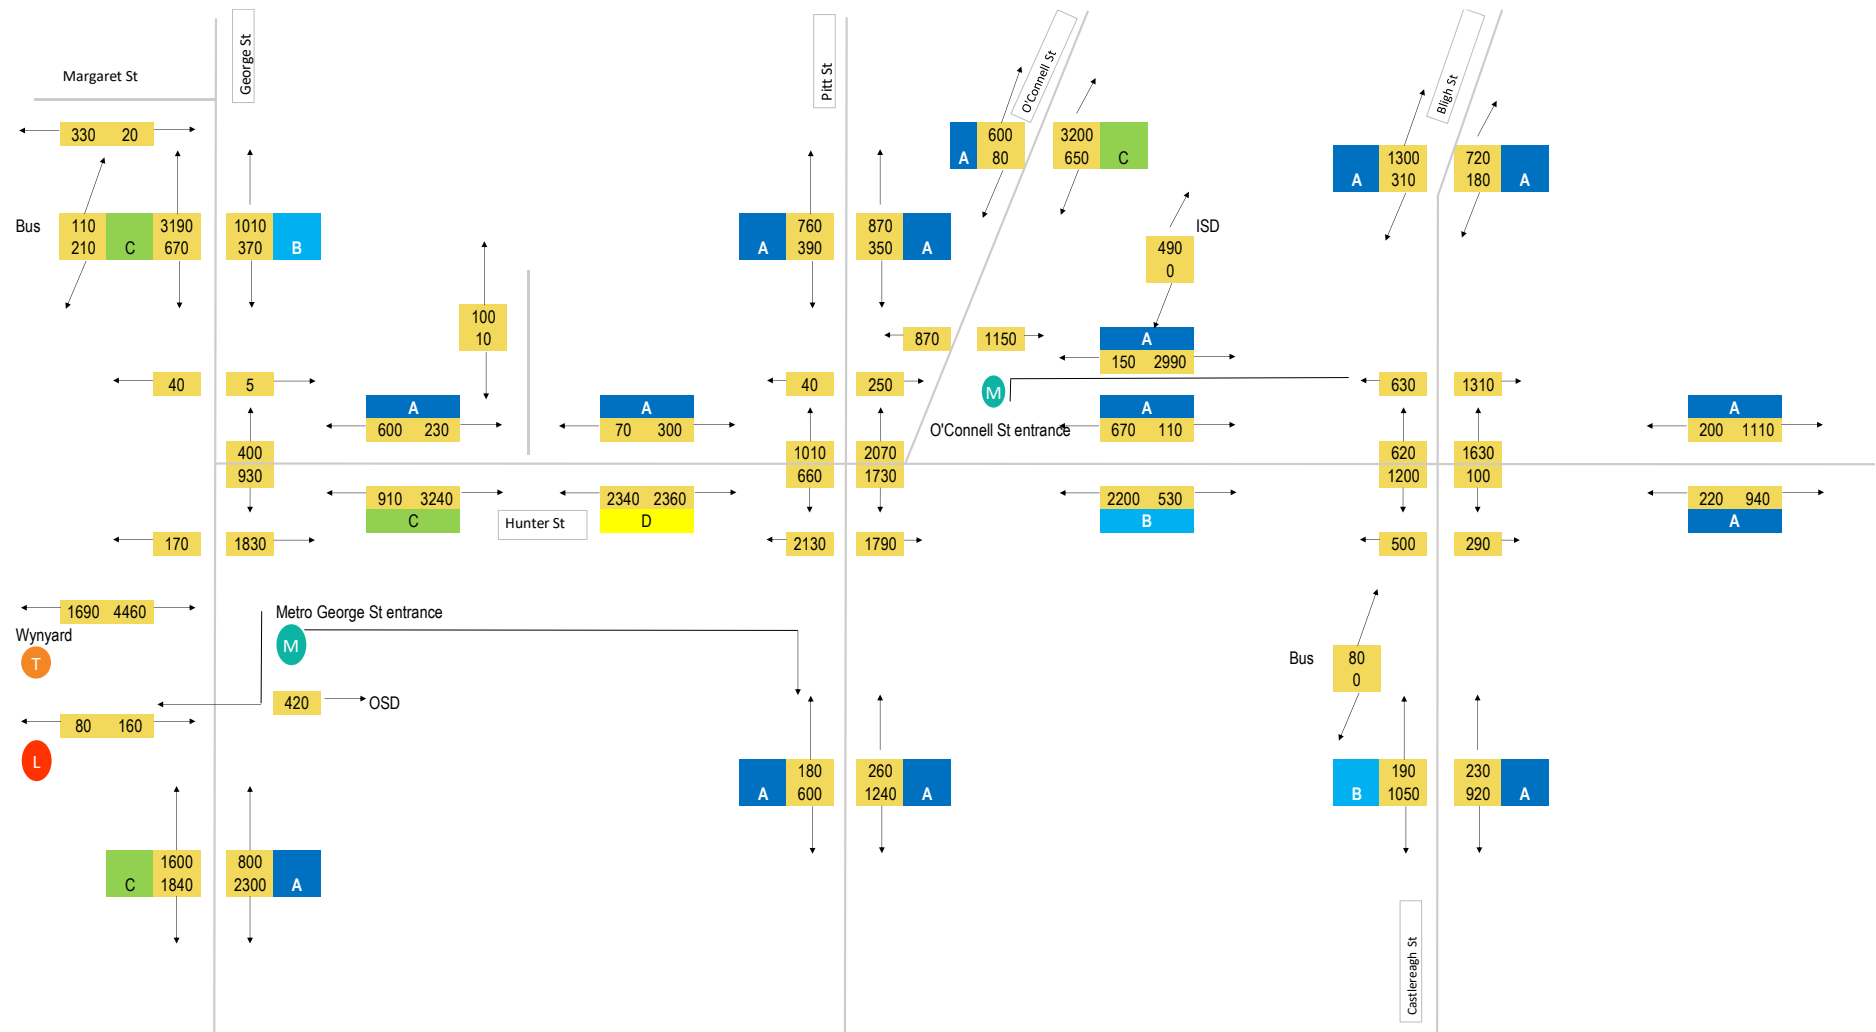 George St
Pitt St
O'Connell St
Bligh St
Margaret St
330 20
600
80
A
3200
650
C
1300
310
A
720
180
A
Bus
110
210
C
3190
670
1010
370
B
A
760
390
870
350
A
ISD
490
0
100
10
870
1150
A
150 2990
40
5
40
250
M
630
1310
A
600 230
A
70 300
O'Connell St entrance
A
670 110
A
200 1110
400
930
1010
660
2070
1730
620
1200
1630
100
910 3240
C
Hunter St
2340 2360
D
2200 530
B
220 940
A
170
1830
2130
1790
500
290
1690 4460
Wynyard
T
Metro George St entrance
M
Bus
80
0
420
OSD
80 160
L
A
180
600
260
1240
A
B
190
1050
230
920
A
C
1600
1840
800
2300
A
Castlereagh St